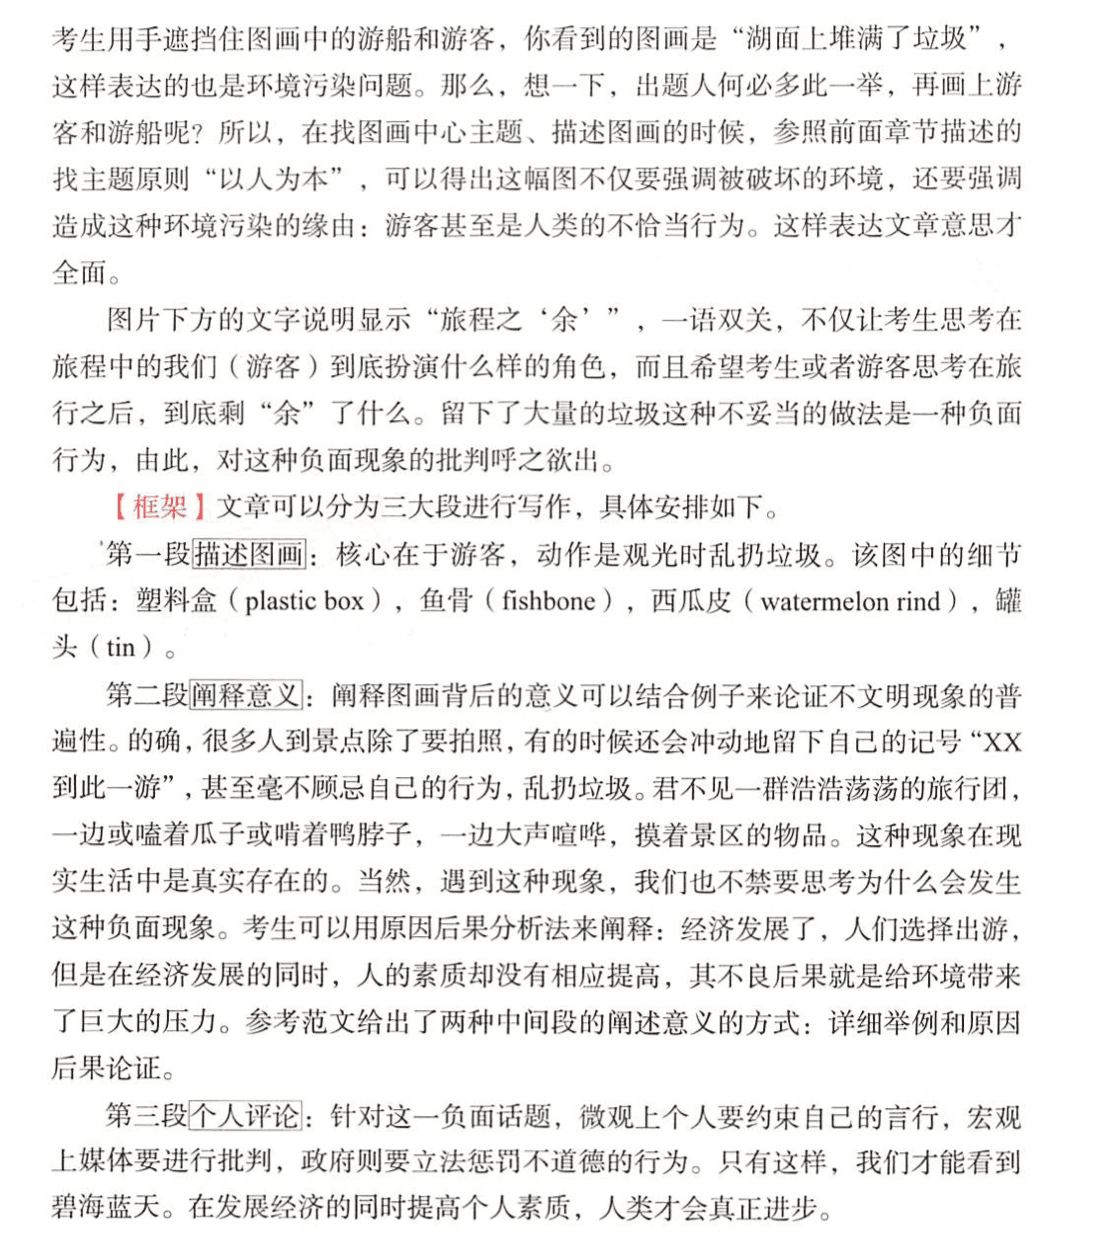 考生用手遮挡住图画中的游船和游客，你看到的图画是“湖面上堆满了垃圾”，
这样表达的也是环境污染问题。那么，想一下，出题人何必多此一举，再画上游
客和游船呢？所以，在找图画中心主题、描述图画的时候，参照前面章节描述的
找主题原则“以人为本”，可以得出这幅图不仅要强调被破坏的环境，还要强调
造成这种环境污染的缘由：游客甚至是人类的不恰当行为。这样表达文章意思才
全面。
图片下方的文字说明显示“旅程之‘余’”，一语双关，不仅让考生思考在
旅程中的我们（游客）到底扮演什么样的角色，而且希望考生或者游客思考在旅
行之后，到底剩“余”了什么。留下了大量的垃圾这种不妥当的做法是一种负面
行为，由此，对这种负面现象的批判呼之欲出。
【框架】文章可以分为三大段进行写作，具体安排如下。
第一段描述图画：核心在于游客，动作是观光时乱扔垃圾。该图中的细节
包括：塑料盒（plastic box），鱼骨（fishbone），西瓜皮（watermelon rind），罐
头（tin）。
第二段阐释意义：阐释图画背后的意义可以结合例子来论证不文明现象的普
遍性。的确，很多人到景点除了要拍照，有的时候还会冲动地留下自己的记号“XX
到此一游”，甚至毫不顾忌自己的行为，乱扔垃圾。君不见一群浩浩荡荡的旅行团，
一边或嗑着瓜子或啃着鸭脖子，一边大声喧哗，摸着景区的物品。这种现象在现
实生活中是真实存在的。当然，遇到这种现象，我们也不禁要思考为什么会发生
这种负面现象。考生可以用原因后果分析法来阐释：经济发展了，人们选择出游，
但是在经济发展的同时，人的素质却没有相应提高，其不良后果就是给环境带来
了巨大的压力。参考范文给出了两种中间段的阐述意义的方式：详细举例和原因
后果论证。
第三段个人评论：针对这一负面话题，微观上个人要约束自己的言行，宏观
上媒体要进行批判，政府则要立法惩罚不道德的行为。只有这样，我们才能看到
碧海蓝天。在发展经济的同时提高个人素质，人类才会真正进步。